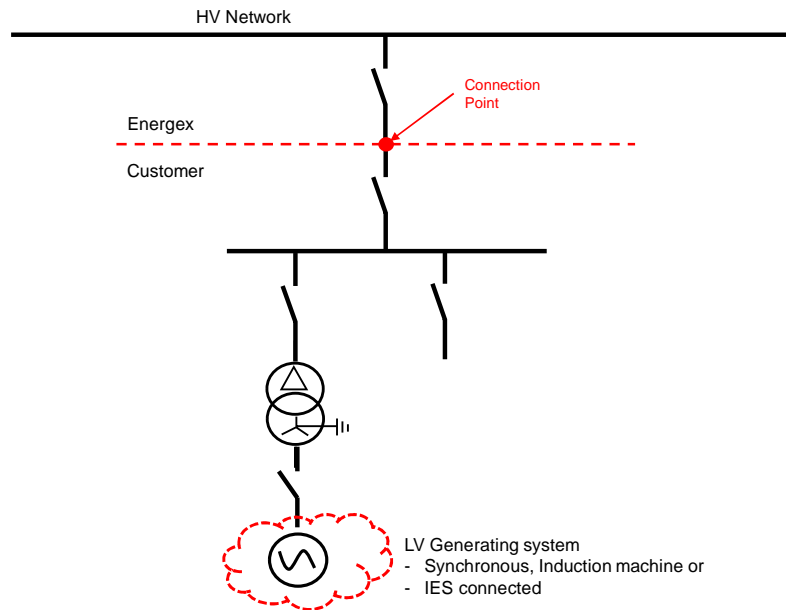 HV Network
Connection
Point
Energex
Customer
LV Generating system
- Synchronous, Induction machine or
- IES connected